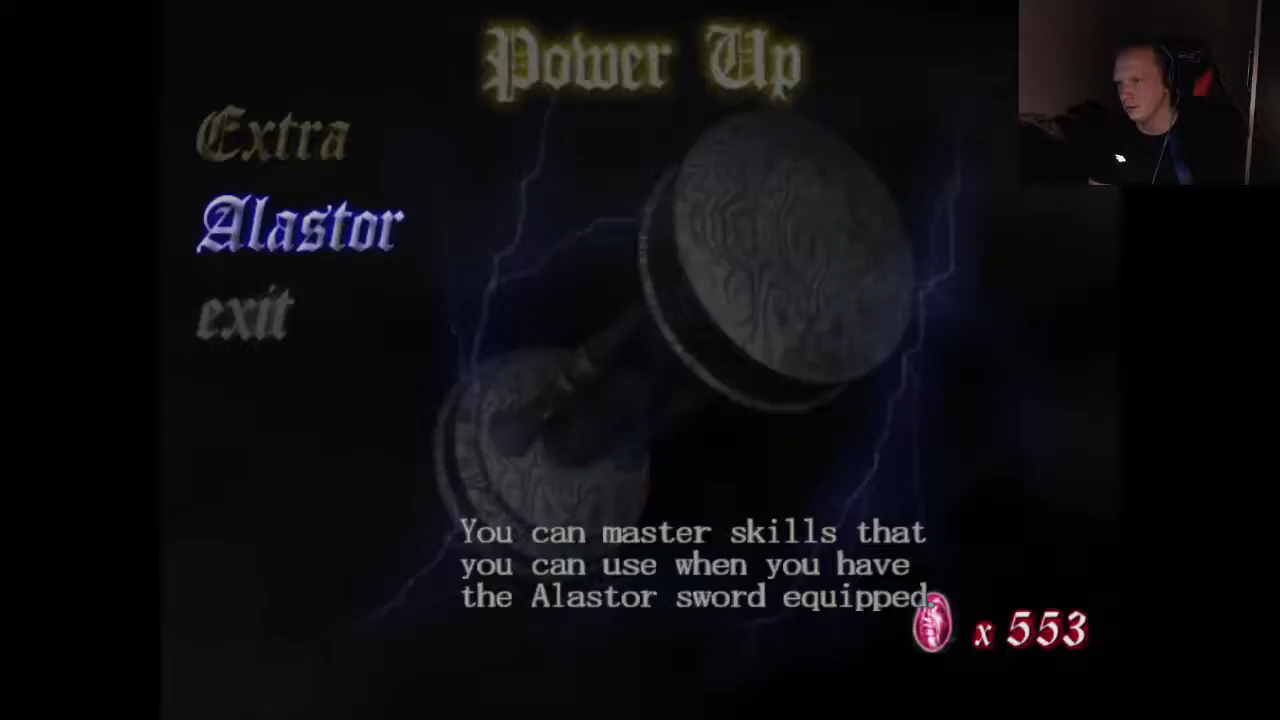 Power Up
Extra
Alastor
exit
You can master skills that
you can use when you have
the Alastor sword equipped.
x 553